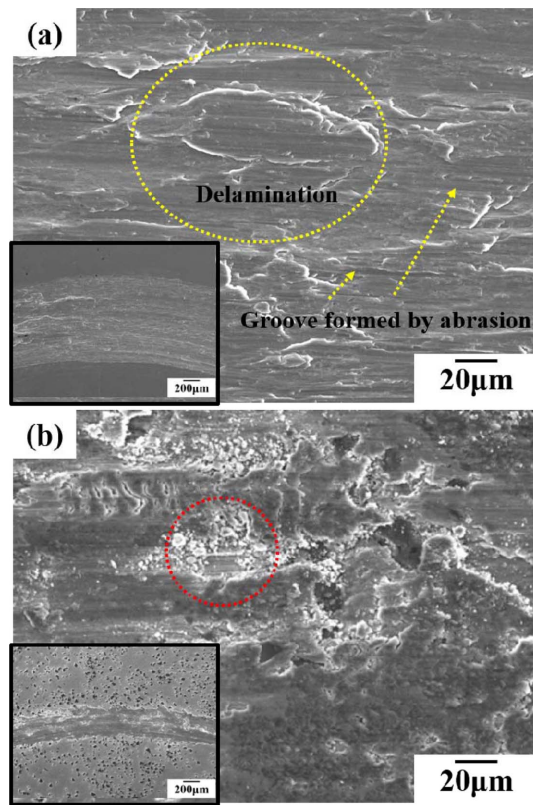 (a)
Delamination
Groove formed by abrasion
200μm
20μm
(b)
200μm
20μm